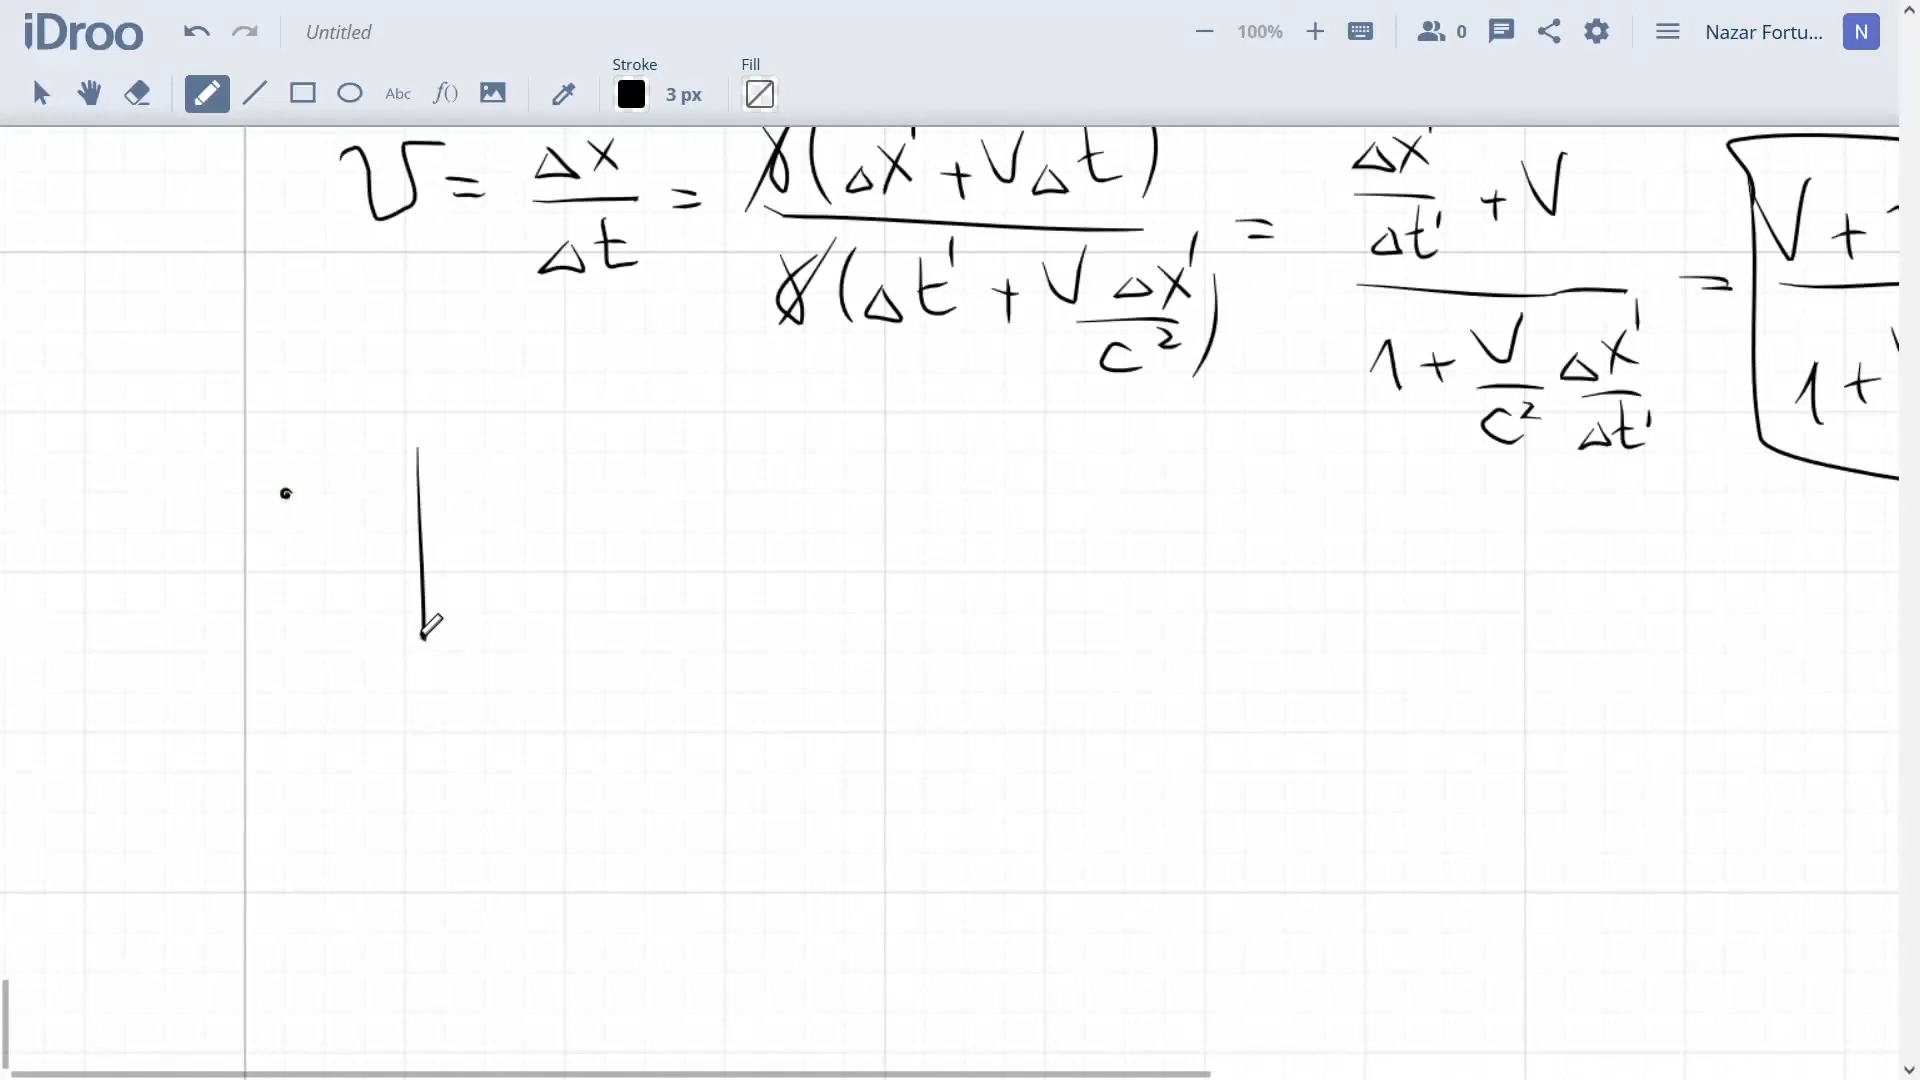 iDroo
Untitled
100%
0
Nazar Fortu...
N
Stroke
Fill
Abc
f()
3 px
v = Δx / Δt = γ(Δx' + VΔt') / γ(Δt' + VΔx' / c²) = (Δx' / Δt' + V) / (1 + V / c² Δx' / Δt') =
V +
1 +